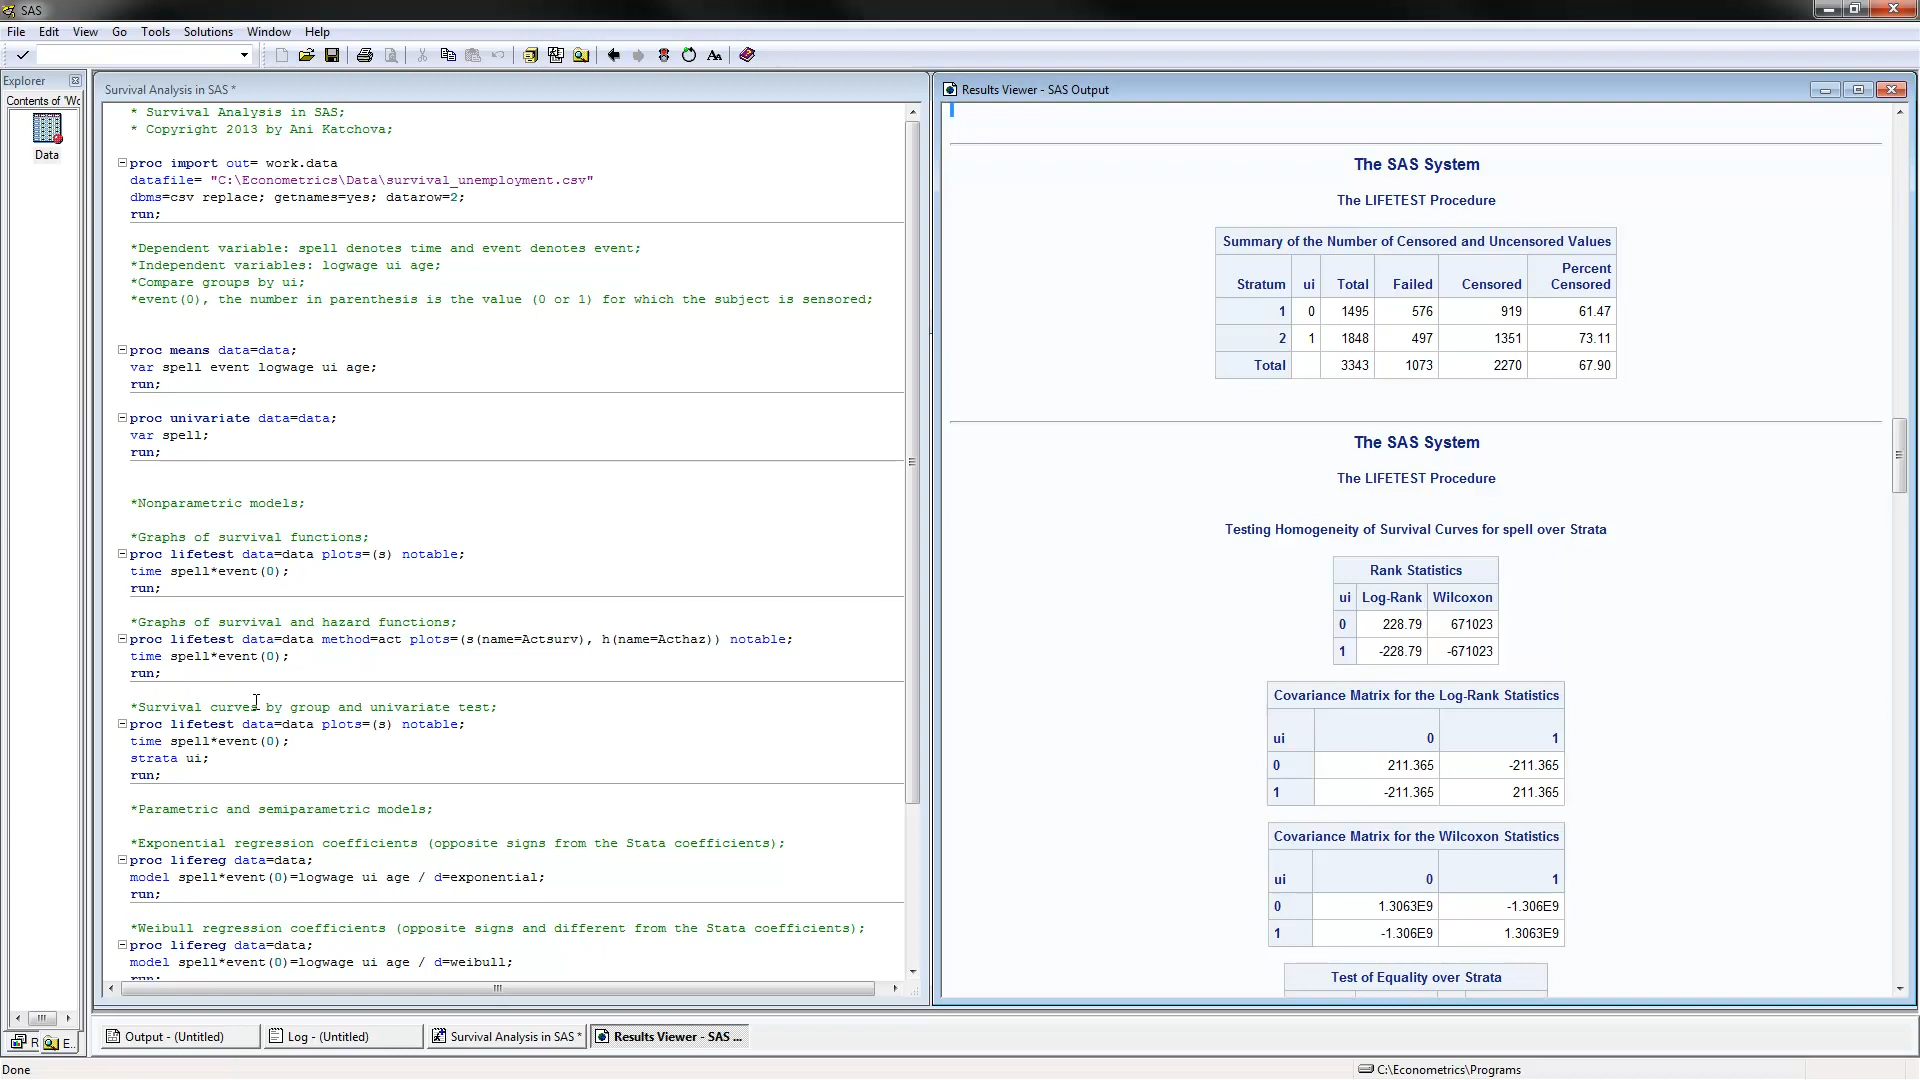 SAS
File Edit View Go Tools Solutions Window Help
Explorer
Contents of 'Wo
Data
Survival Analysis in SAS *
* Survival Analysis in SAS;
* Copyright 2013 by Ani Katchova;
proc import out= work.data
datafile= "C:\Econometrics\Data\survival_unemployment.csv"
dbms=csv replace; getnames=yes; datarow=2;
run;
*Dependent variable: spell denotes time and event denotes event;
*Independent variables: logwage ui age;
*Compare groups by ui;
*event(0), the number in parenthesis is the value (0 or 1) for which the subject is sensored;
proc means data=data;
var spell event logwage ui age;
run;
proc univariate data=data;
var spell;
run;
*Nonparametric models;
*Graphs of survival functions;
proc lifetest data=data plots=(s) notable;
time spell*event(0);
run;
*Graphs of survival and hazard functions;
proc lifetest data=data method=act plots=(s(name=Actsurv), h(name=Acthaz)) notable;
time spell*event(0);
run;
*Survival curves by group and univariate test;
proc lifetest data=data plots=(s) notable;
time spell*event(0);
strata ui;
run;
*Parametric and semiparametric models;
*Exponential regression coefficients (opposite signs from the Stata coefficients);
proc lifereg data=data;
model spell*event(0)=logwage ui age / d=exponential;
run;
*Weibull regression coefficients (opposite signs and different from the Stata coefficients);
proc lifereg data=data;
model spell*event(0)=logwage ui age / d=weibull;
run;
Results Viewer - SAS Output
The SAS System
The LIFETEST Procedure
Summary of the Number of Censored and Uncensored Values
Stratum ui Total Failed Censored Percent Censored
1 0 1495 576 919 61.47
2 1 1848 497 1351 73.11
Total 3343 1073 2270 67.90
The SAS System
The LIFETEST Procedure
Testing Homogeneity of Survival Curves for spell over Strata
Rank Statistics
ui Log-Rank Wilcoxon
0 228.79 671023
1 -228.79 -671023
Covariance Matrix for the Log-Rank Statistics
ui 0 1
0 211.365 -211.365
1 -211.365 211.365
Covariance Matrix for the Wilcoxon Statistics
ui 0 1
0 1.3063E9 -1.306E9
1 -1.306E9 1.3063E9
Test of Equality over Strata
R E..
Output - (Untitled) Log - (Untitled) Survival Analysis in SAS * Results Viewer - SAS ...
Done
C:\Econometrics\Programs